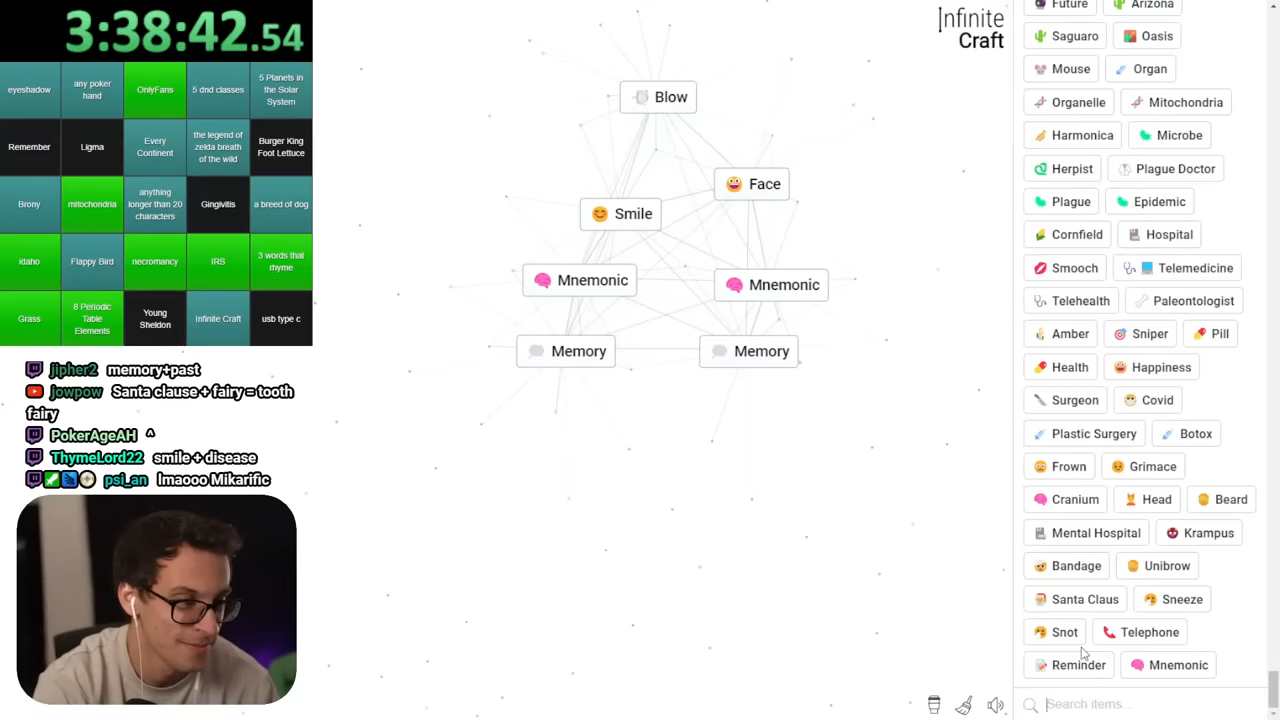 3:38:42.54
eyeshadow
any poker
hand
OnlyFans
5 dnd classes
5 Planets in
the Solar
System
Remember
Ligma
Every
Continent
the legend of
zelda breath
of the wild
Burger King
Foot Lettuce
Brony
mitochondria
anything
longer than 20
characters
Gingivitis
a breed of dog
idaho
Flappy Bird
necromancy
IRS
3 words that
rhyme
Grass
8 Periodic
Table
Elements
Young
Sheldon
Infinite Craft
usb type c
jipher2 memory+past
jowpow Santa clause + fairy = tooth
fairy
PokerAgeAH ^
ThymeLord22 smile + disease
psi_an lmaooo Mikarific
Infinite
Craft
Blow
Face
Smile
Mnemonic
Mnemonic
Memory
Memory
Future Arizona
Saguaro Oasis
Mouse Organ
Organelle Mitochondria
Harmonica Microbe
Herpist Plague Doctor
Plague Epidemic
Cornfield Hospital
Smooch Telemedicine
Telehealth Paleontologist
Amber Sniper Pill
Health Happiness
Surgeon Covid
Plastic Surgery Botox
Frown Grimace
Cranium Head Beard
Mental Hospital Krampus
Bandage Unibrow
Santa Claus Sneeze
Snot Telephone
Reminder Mnemonic
Search items...